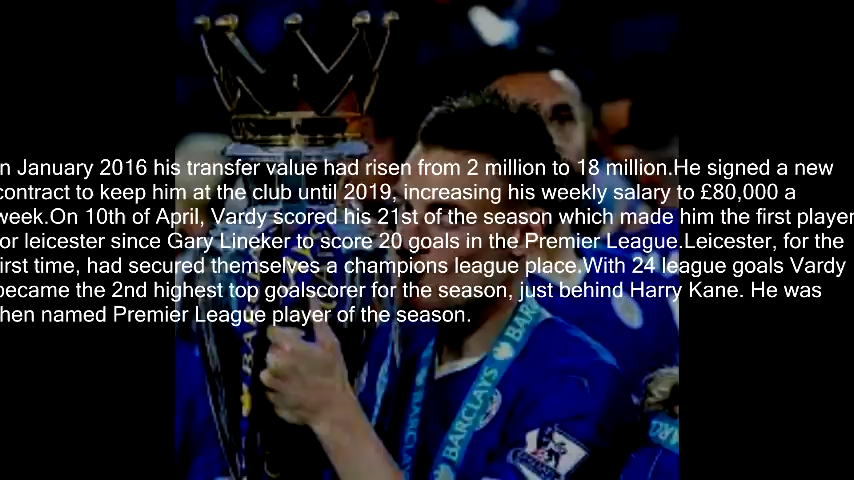 n January 2016 his transfer value had risen from 2 million to 18 million.He signed a new
contract to keep him at the club until 2019, increasing his weekly salary to £80,000 a
week.On 10th of April, Vardy scored his 21st of the season which made him the first player
or leicester since Gary Lineker to score 20 goals in the Premier League.Leicester, for the
irst time, had secured themselves a champions league place.With 24 league goals Vardy
became the 2nd highest top goalscorer for the season, just behind Harry Kane. He was
hen named Premier League player of the season.
BARCLAYS
BARC